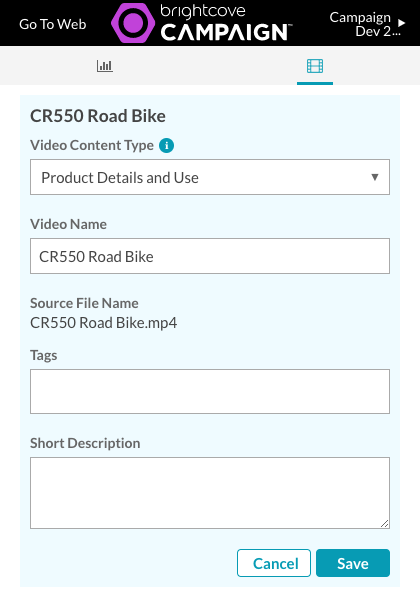 Go To Web
brightcove
CAMPAIGN™
Campaign
Dev 2...
CR550 Road Bike
Video Content Type
i
Product Details and Use
Video Name
CR550 Road Bike
Source File Name
CR550 Road Bike.mp4
Tags
Short Description
Cancel
Save